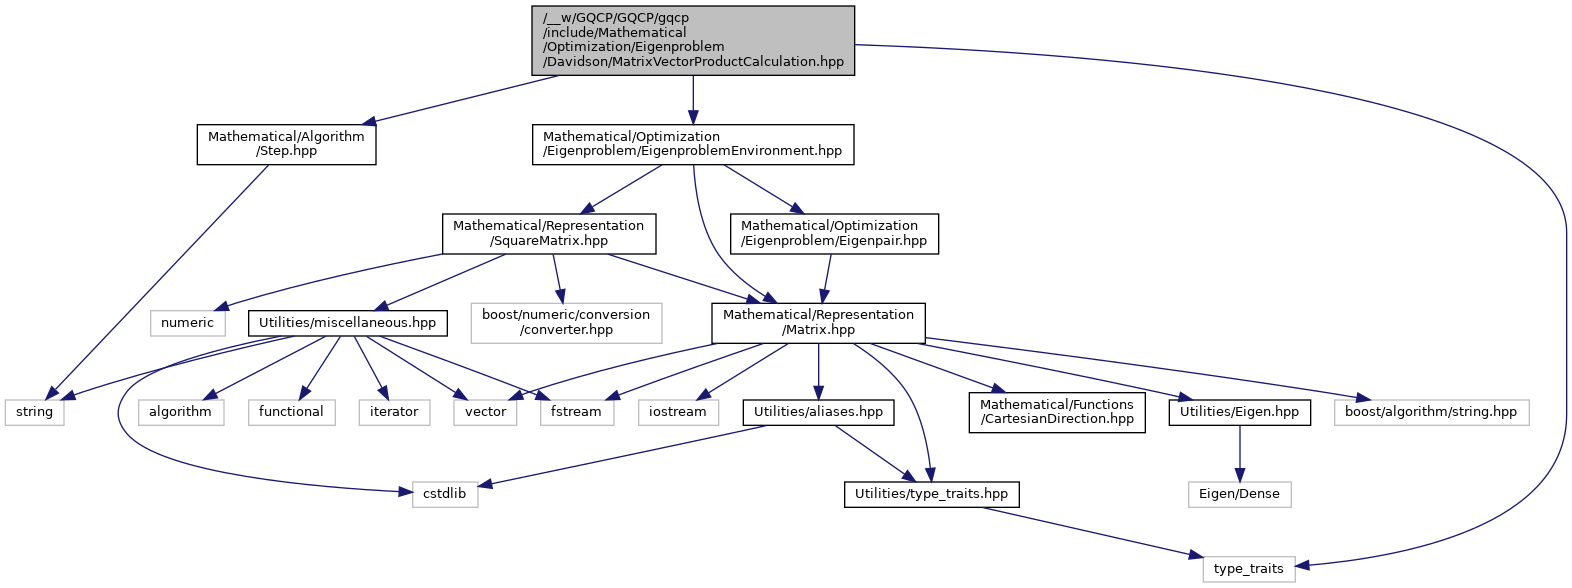 /__w/GQCP/GQCP/gqcp
/include/Mathematical
/Optimization/Eigenproblem
/Davidson/MatrixVectorProductCalculation.hpp
Mathematical/Algorithm
/Step.hpp
Mathematical/Optimization
/Eigenproblem/EigenproblemEnvironment.hpp
Mathematical/Representation
/SquareMatrix.hpp
Mathematical/Optimization
/Eigenproblem/Eigenpair.hpp
numeric
Utilities/miscellaneous.hpp
boost/numeric/conversion
/converter.hpp
Mathematical/Representation
/Matrix.hpp
string
algorithm
functional
iterator
vector
fstream
iostream
Utilities/aliases.hpp
Mathematical/Functions
/CartesianDirection.hpp
Utilities/Eigen.hpp
boost/algorithm/string.hpp
cstdlib
Utilities/type_traits.hpp
Eigen/Dense
type_traits